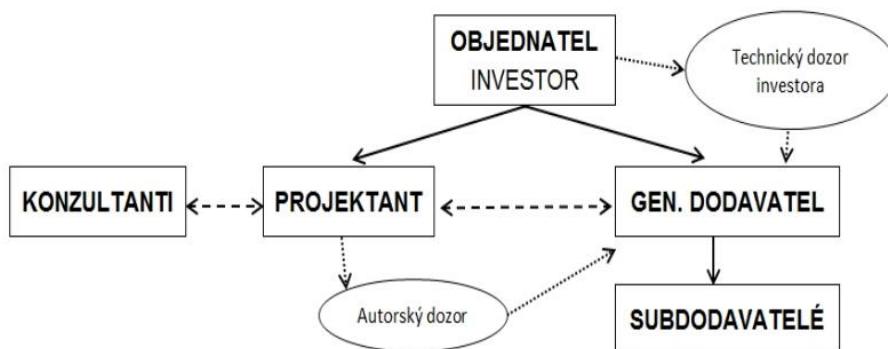 OBJEDNATEL
INVESTOR
Technický dozor
investora
KONZULTANTI
PROJEKTANT
GEN. DODAVATEL
Autorský dozor
SUBDODAVATELÉ